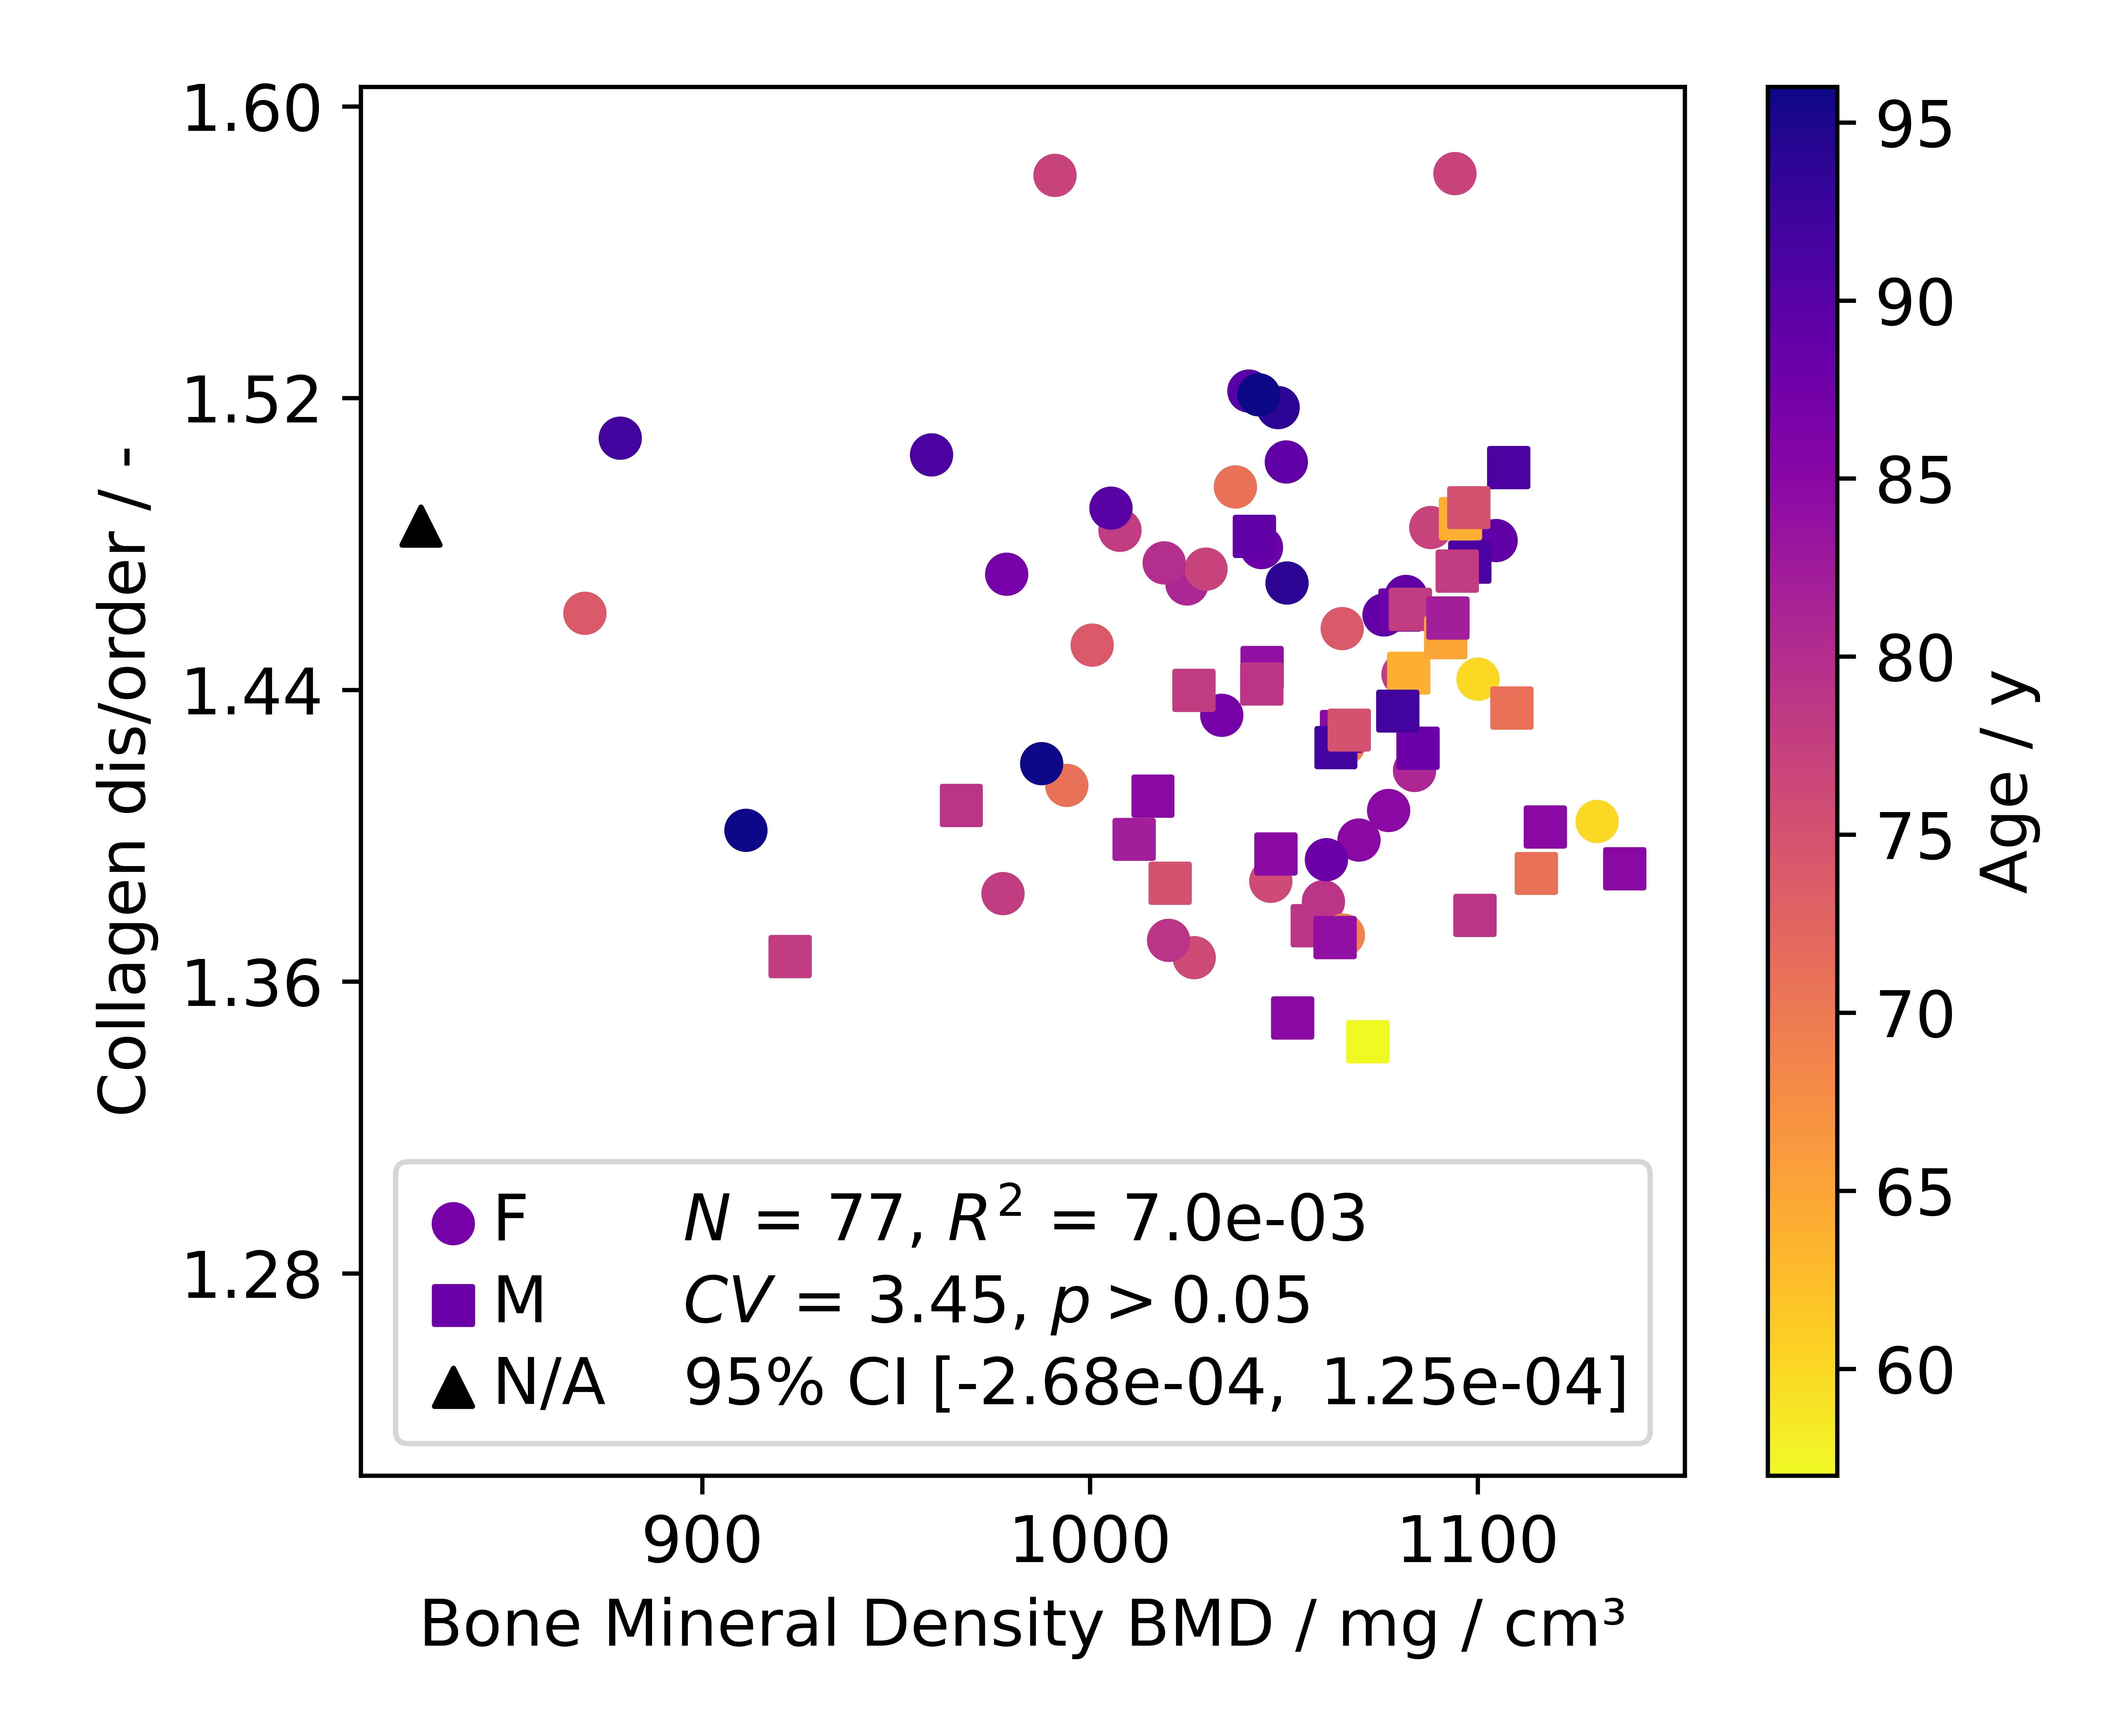 1.60
1.52
1.44
1.36
1.28
Collagen dis/order / -
F
M
N/A
N = 77, R² = 7.0e-03
CV = 3.45, p > 0.05
95% CI [-2.68e-04, 1.25e-04]
900 1000 1100
Bone Mineral Density BMD / mg / cm³
95
90
85
80
75
70
65
60
Age / y